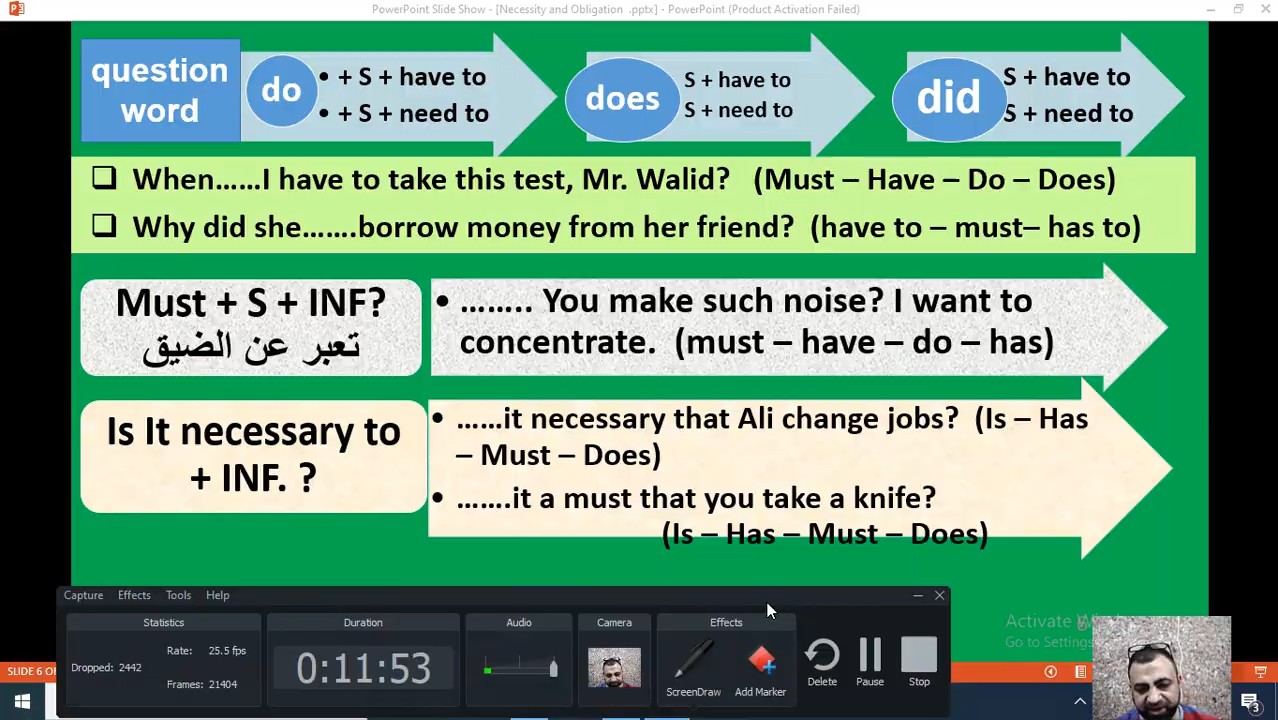 PowerPoint Slide Show - [Necessity and Obligation .pptx] - PowerPoint (Product Activation Failed)
question
word
do
• + S + have to
• + S + need to
does
S + have to
S + need to
did
S + have to
S + need to
❑ When……I have to take this test, Mr. Walid? (Must – Have – Do – Does)
❑ Why did she…….borrow money from her friend? (have to – must– has to)
Must + S + INF?
تعبر عن الضيق
• …….. You make such noise? I want to
concentrate. (must – have – do – has)
Is It necessary to
+ INF. ?
• ……it necessary that Ali change jobs? (Is – Has
– Must – Does)
• …….it a must that you take a knife?
(Is – Has – Must – Does)
Capture Effects Tools Help
Statistics
Duration
Audio
Camera
Effects
Dropped: 2442
Rate: 25.5 fps
Frames: 21404
0:11:53
ScreenDraw
Add Marker
Delete
Pause
Stop
Activate
Go to Settings
SLIDE 6 OF
3